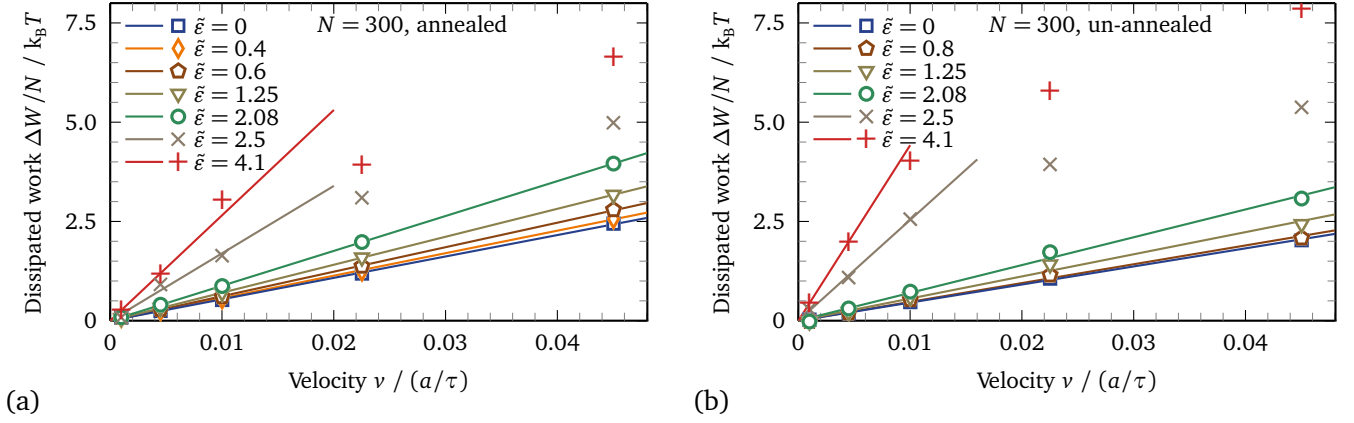 Dissipated work ΔW/N / k_BT
7.5
5.0
2.5
0
N = 300, annealed
ε̃ = 0
ε̃ = 0.4
ε̃ = 0.6
ε̃ = 1.25
ε̃ = 2.08
ε̃ = 2.5
ε̃ = 4.1
0 0.01 0.02 0.03 0.04
Velocity v / (a/τ)
(a)
Dissipated work ΔW/N / k_BT
7.5
5.0
2.5
0
N = 300, un-annealed
ε̃ = 0
ε̃ = 0.8
ε̃ = 1.25
ε̃ = 2.08
ε̃ = 2.5
ε̃ = 4.1
0 0.01 0.02 0.03 0.04
Velocity v / (a/τ)
(b)